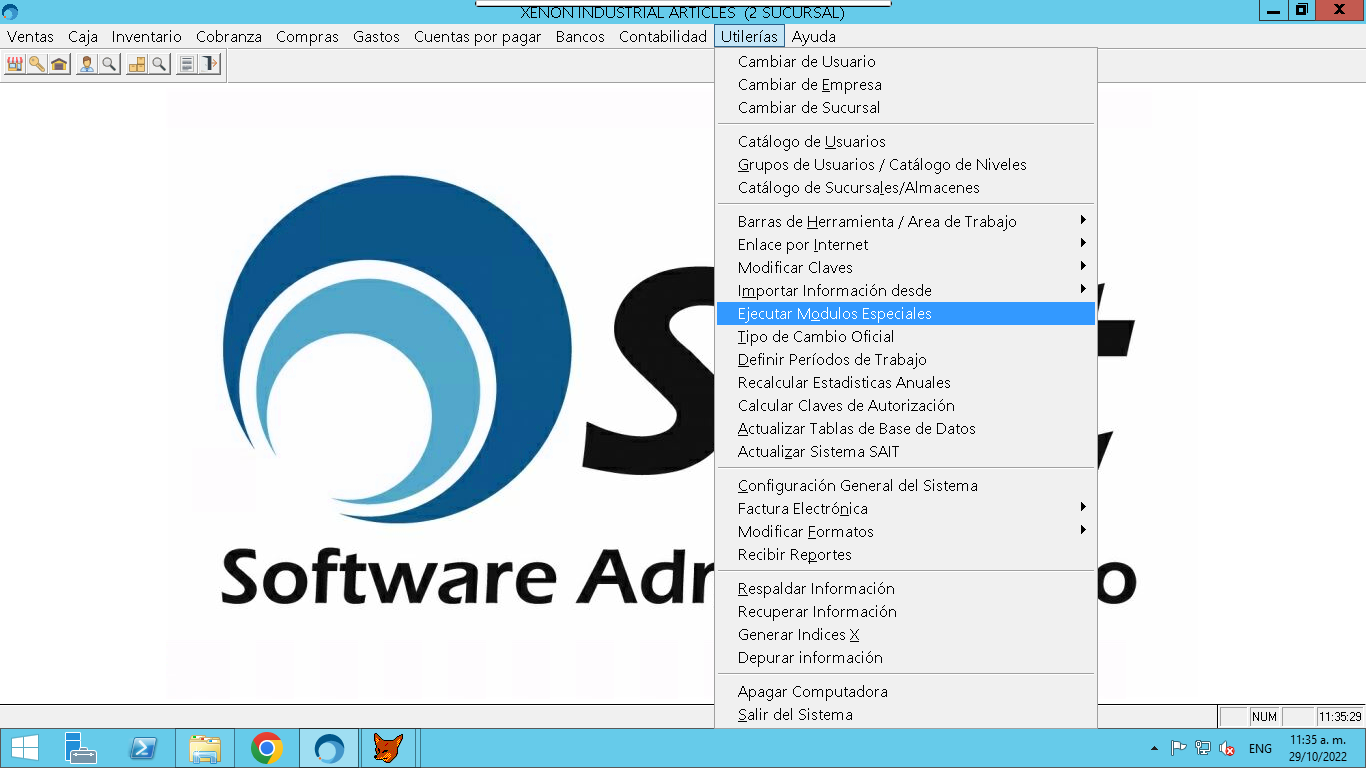 XENON INDUSTRIAL ARTICLES (2 SUCURSAL)
Ventas Caja Inventario Cobranza Compras Gastos Cuentas por pagar Bancos Contabilidad Utilerías Ayuda
Cambiar de Usuario
Cambiar de Empresa
Cambiar de Sucursal
Catálogo de Usuarios
Grupos de Usuarios / Catálogo de Niveles
Catálogo de Sucursales/Almacenes
Barras de Herramienta / Area de Trabajo
Enlace por Internet
Modificar Claves
Importar Información desde
Ejecutar Modulos Especiales
Tipo de Cambio Oficial
Definir Períodos de Trabajo
Recalcular Estadisticas Anuales
Calcular Claves de Autorización
Actualizar Tablas de Base de Datos
Actualizar Sistema SAIT
Configuración General del Sistema
Factura Electrónica
Modificar Formatos
Recibir Reportes
Respaldar Información
Recuperar Información
Generar Indices X
Depurar información
Apagar Computadora
Salir del Sistema
Software
NUM 11:35:29
ENG 11:35 a. m.
29/10/2022